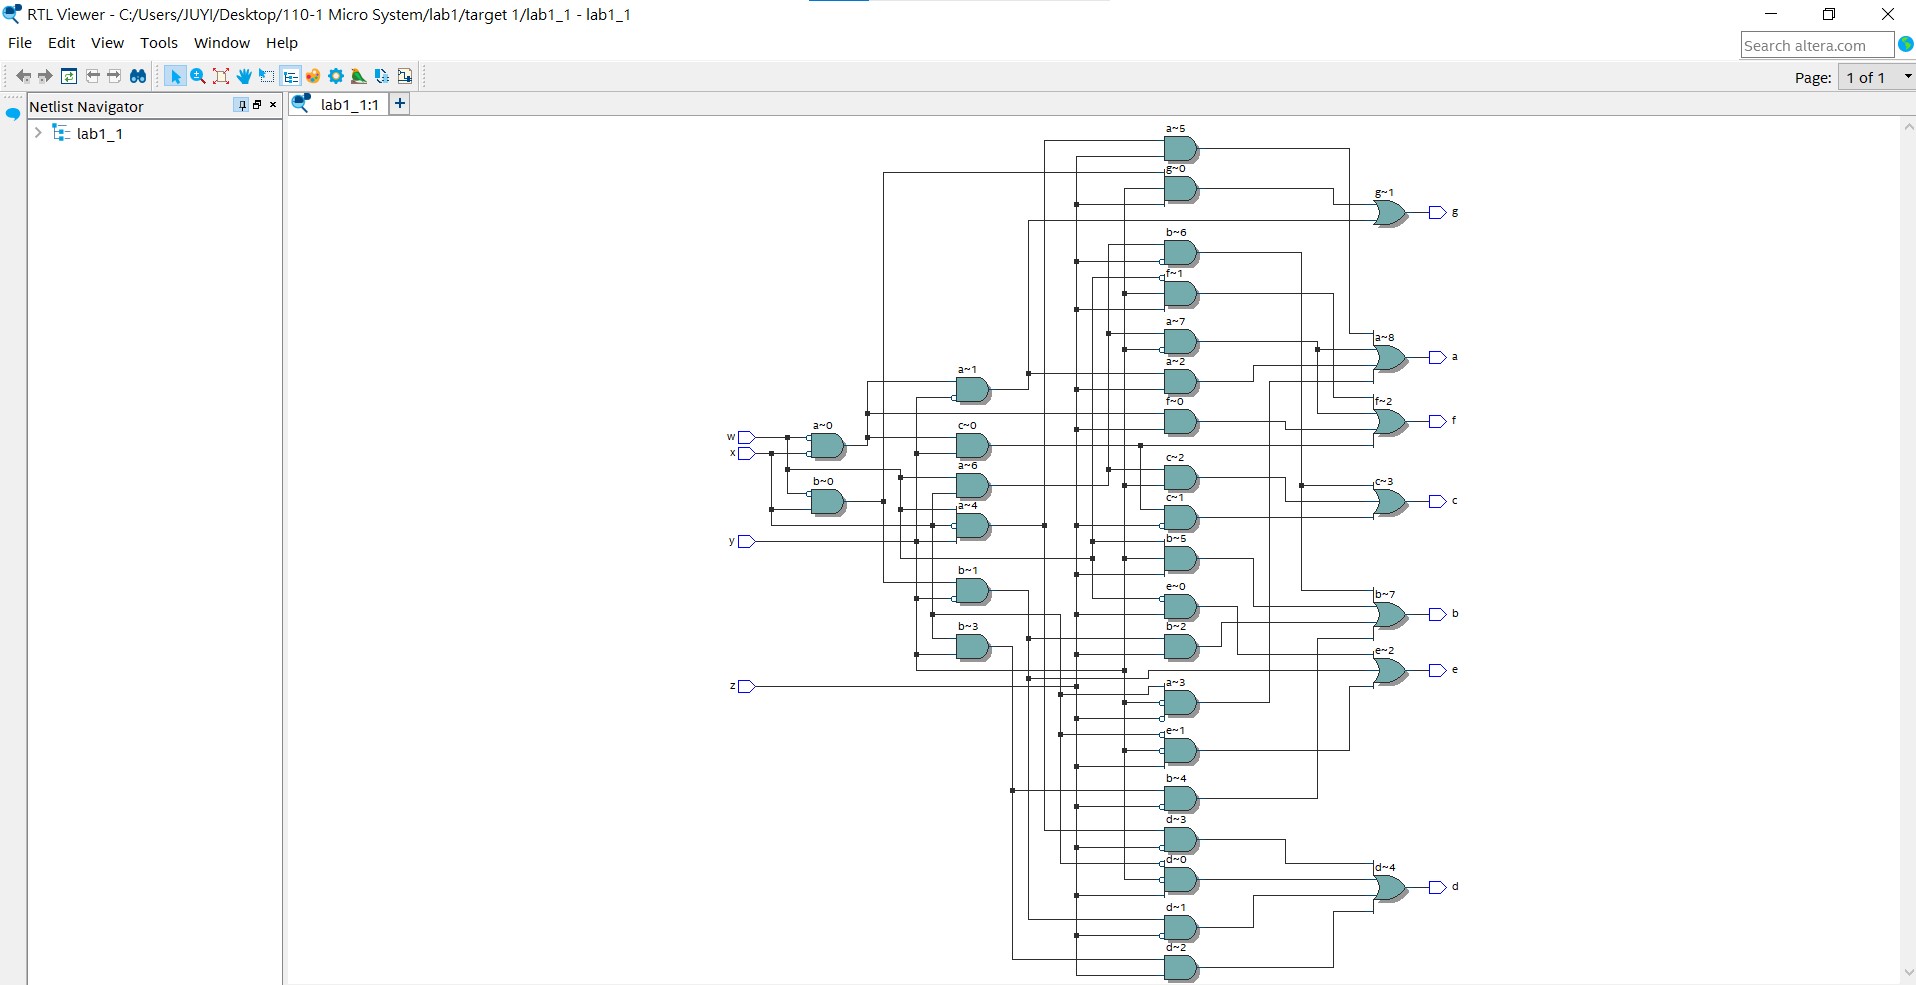 RTL Viewer - C:/Users/JUYI/Desktop/110-1 Micro System/lab1/target 1/lab1_1 - lab1_1
File Edit View Tools Window Help
Search altera.com
Page: 1 of 1
Netlist Navigator
lab1_1:1
lab1_1
a~5
g~0
g~1
g
b~6
f~1
a~7
a~8
a
a~2
a~1
f~0
f~2
f
w
x
a~0
c~0
a~6
c~2
b~0
c~3
c
c~1
a~4
y
b~5
b~1
e~0
b~7
b
b~3
b~2
e~2
e
z
a~3
e~1
b~4
d~3
d~0
d~4
d
d~1
d~2